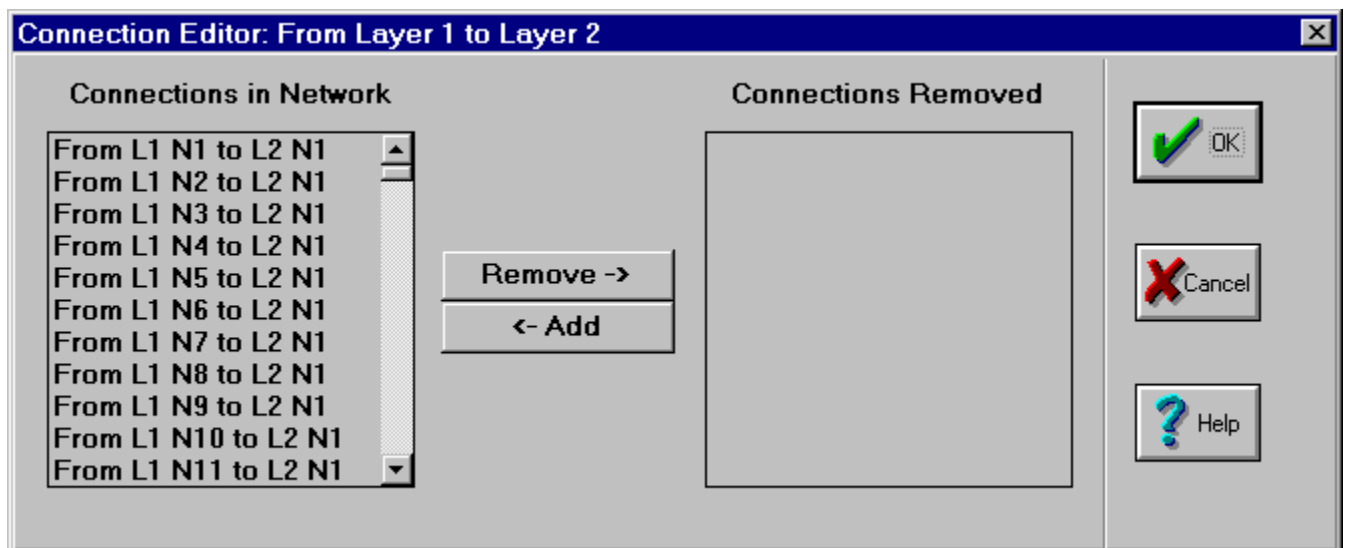 Connection Editor: From Layer 1 to Layer 2
Connections in Network
From L1 N1 to L2 N1
From L1 N2 to L2 N1
From L1 N3 to L2 N1
From L1 N4 to L2 N1
From L1 N5 to L2 N1
From L1 N6 to L2 N1
From L1 N7 to L2 N1
From L1 N8 to L2 N1
From L1 N9 to L2 N1
From L1 N10 to L2 N1
From L1 N11 to L2 N1
Remove ->
<- Add
Connections Removed
OK
Cancel
Help